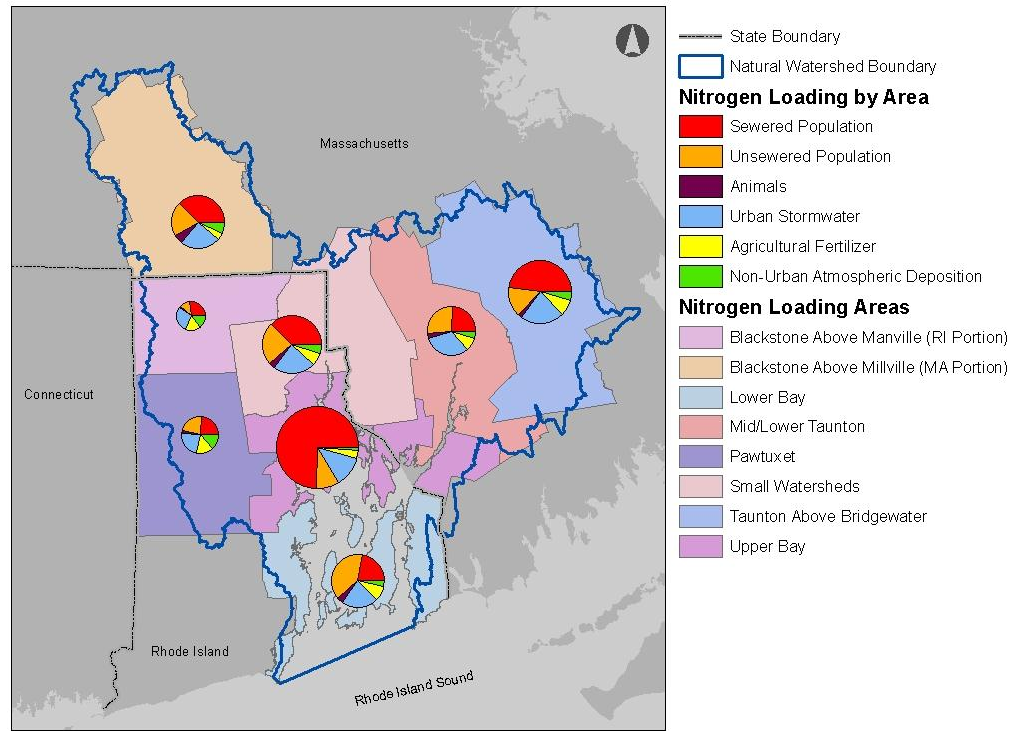 Massachusetts
Connecticut
Rhode Island
Rhode Island Sound
State Boundary
Natural Watershed Boundary
Nitrogen Loading by Area
Sewered Population
Unsewered Population
Animals
Urban Stormwater
Agricultural Fertilizer
Non-Urban Atmospheric Deposition
Nitrogen Loading Areas
Blackstone Above Manville (RI Portion)
Blackstone Above Millville (MA Portion)
Lower Bay
Mid/Lower Taunton
Pawtuxet
Small Watersheds
Taunton Above Bridgewater
Upper Bay